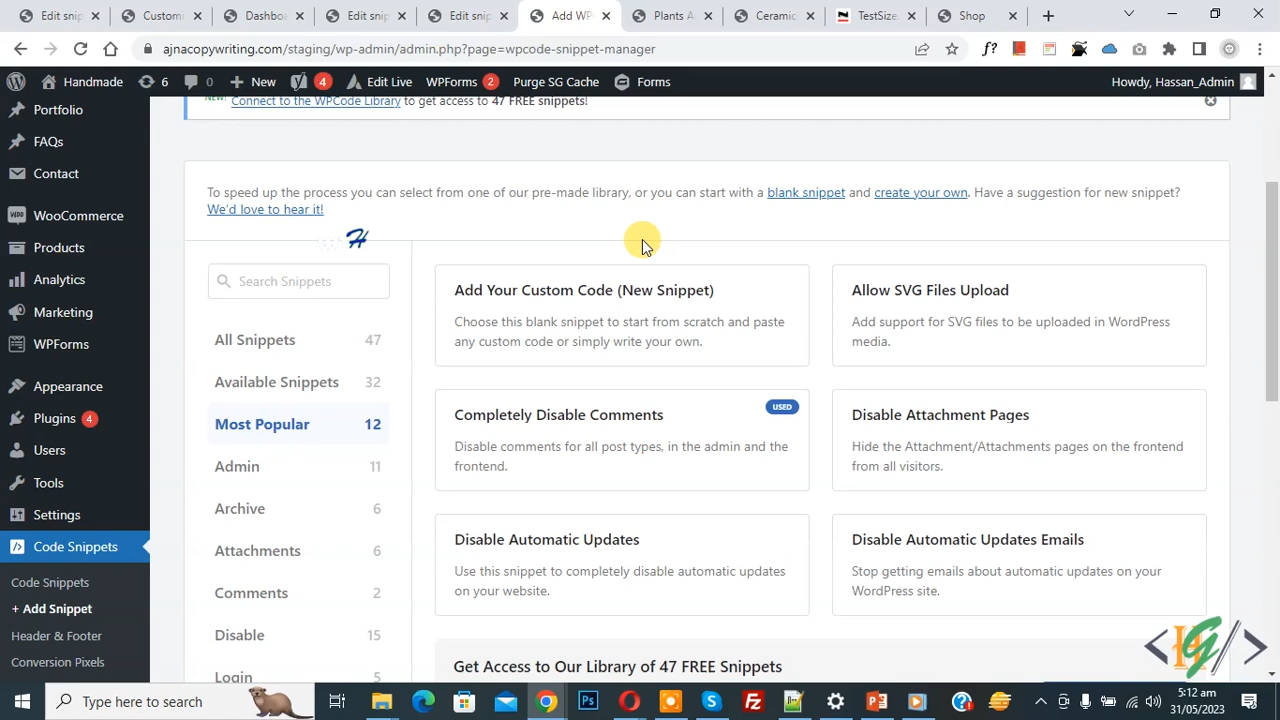 Edit snip
Customi
Dashboa
Edit snip
Edit snip
Add WPC
Plants A
Ceramic
TestSize.
Shop
ajnacopywriting.com/staging/wp-admin/admin.php?page=wpcode-snippet-manager
Handmade
6
0
New
4
Edit Live
WPForms
2
Purge SG Cache
Forms
Howdy, Hassan_Admin
Portfolio
FAQs
Contact
WooCommerce
Products
Analytics
Marketing
WPForms
Appearance
Plugins 4
Users
Tools
Settings
Code Snippets
Code Snippets
+ Add Snippet
Header & Footer
Conversion Pixels
NEW! Connect to the WPCode Library to get access to 47 FREE snippets!
To speed up the process you can select from one of our pre-made library, or you can start with a blank snippet and create your own. Have a suggestion for new snippet?
We'd love to hear it!
Search Snippets
All Snippets 47
Available Snippets 32
Most Popular 12
Admin 11
Archive 6
Attachments 6
Comments 2
Disable 15
Login
Add Your Custom Code (New Snippet)
Choose this blank snippet to start from scratch and paste
any custom code or simply write your own.
Allow SVG Files Upload
Add support for SVG files to be uploaded in WordPress
media.
Completely Disable Comments
USED
Disable comments for all post types, in the admin and the
frontend.
Disable Attachment Pages
Hide the Attachment/Attachments pages on the frontend
from all visitors.
Disable Automatic Updates
Use this snippet to completely disable automatic updates
on your website.
Disable Automatic Updates Emails
Stop getting emails about automatic updates on your
WordPress site.
Get Access to Our Library of 47 FREE Snippets
Type here to search
5:12 am
31/05/2023